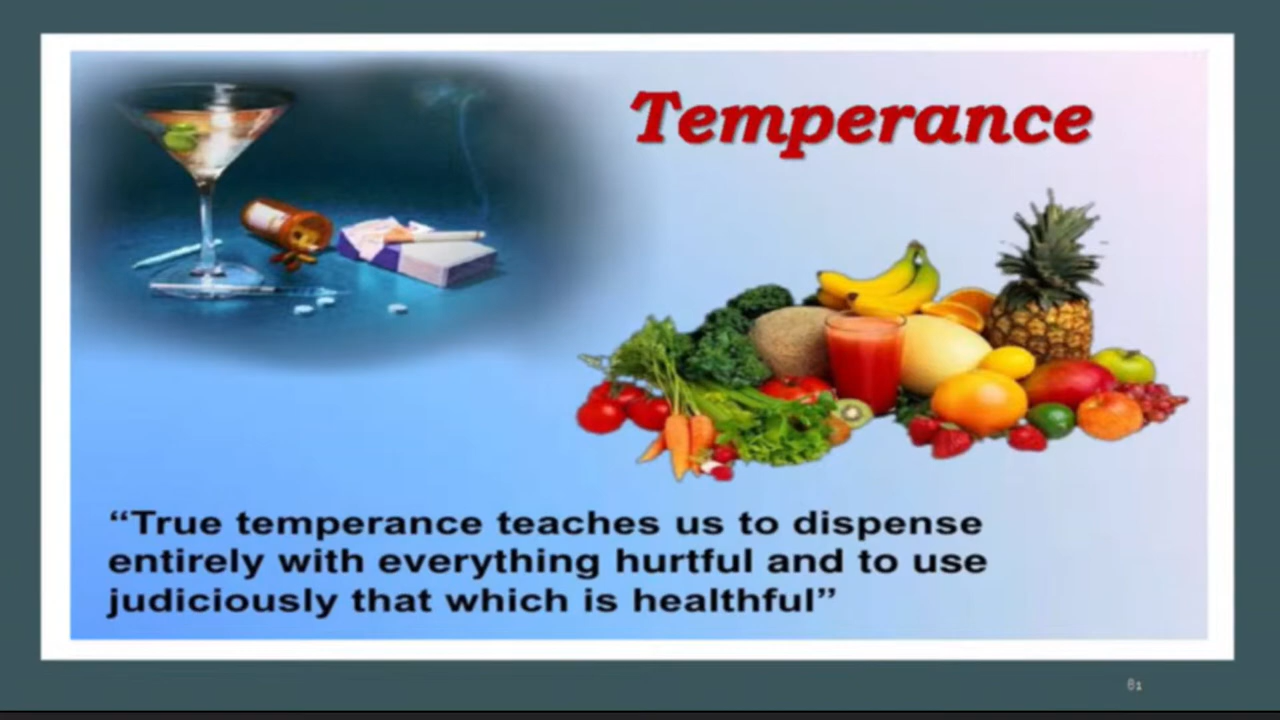 Temperance
“True temperance teaches us to dispense
entirely with everything hurtful and to use
judiciously that which is healthful”